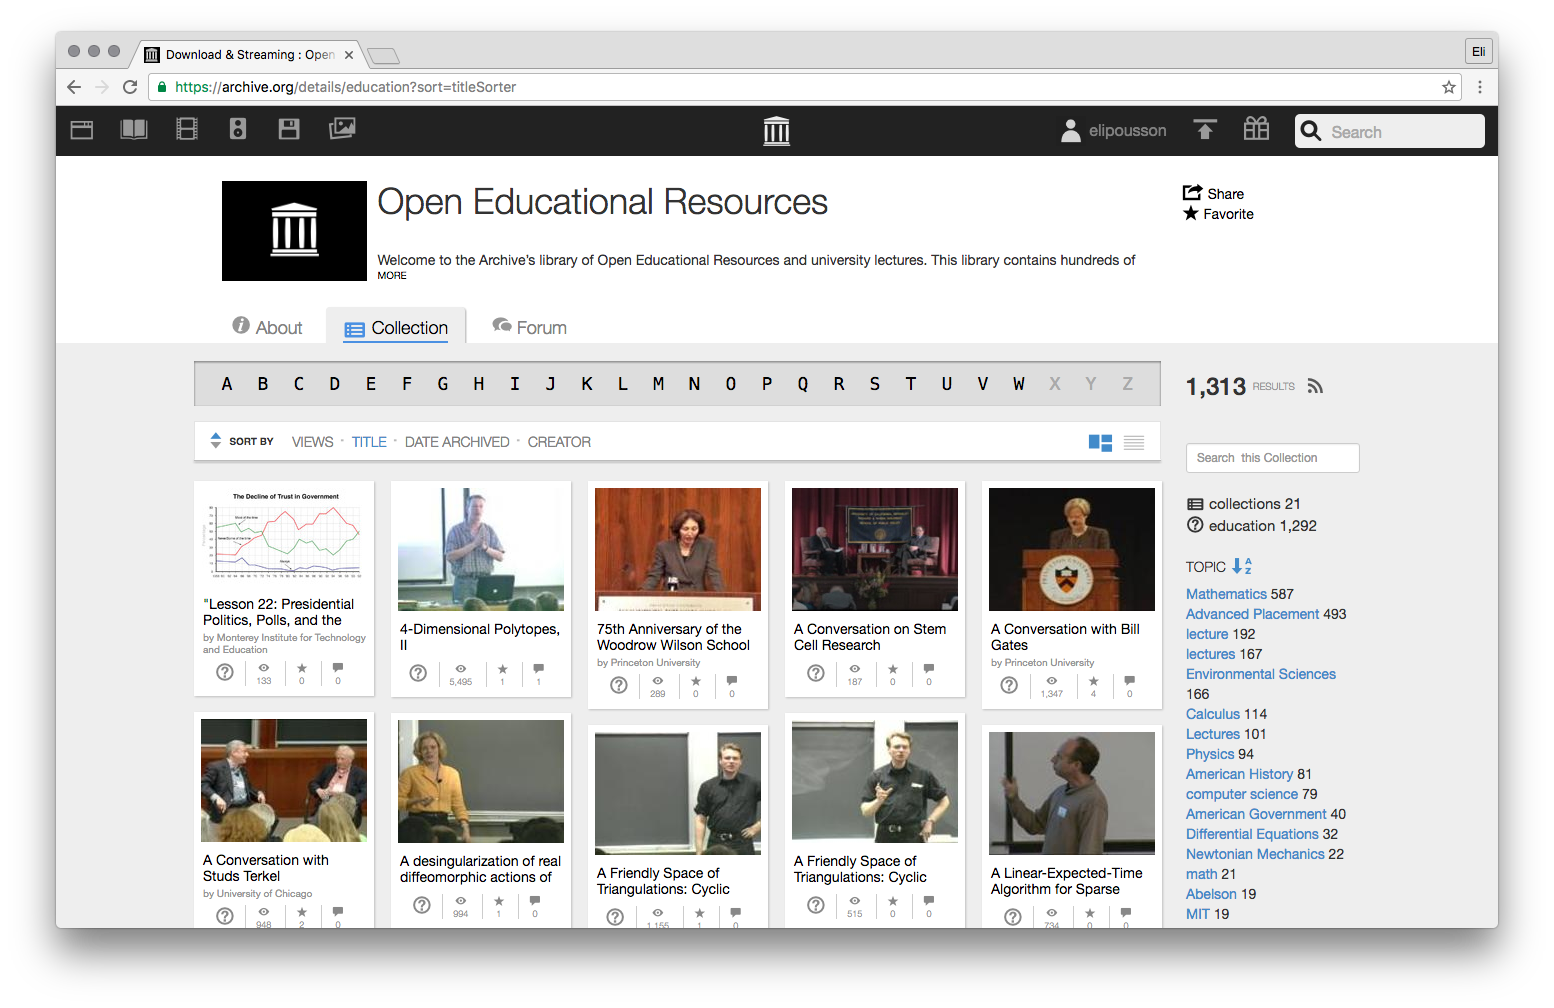 Download & Streaming : Open
Eli
https://archive.org/details/education?sort=titleSorter
elipousson
Search
Open Educational Resources
Share
Favorite
Welcome to the Archive's library of Open Educational Resources and university lectures. This library contains hundreds of
MORE
About
Collection
Forum
A B C D E F G H I J K L M N O P Q R S T U V W X Y Z
1,313 RESULTS
SORT BY VIEWS · TITLE · DATE ARCHIVED · CREATOR
Search this Collection
collections 21
education 1,292
TOPIC
Mathematics 587
Advanced Placement 493
lecture 192
lectures 167
Environmental Sciences
166
Calculus 114
Lectures 101
Physics 94
American History 81
computer science 79
American Government 40
Differential Equations 32
Newtonian Mechanics 22
math 21
Abelson 19
MIT 19
The Decline of Trust in Government
"Lesson 22: Presidential
Politics, Polls, and the
by Monterey Institute for Technology
and Education
133 0 0
4-Dimensional Polytopes,
II
5,495 1 1
75th Anniversary of the
Woodrow Wilson School
by Princeton University
289 0 0
A Conversation on Stem
Cell Research
187 0 0
A Conversation with Bill
Gates
by Princeton University
1,347 4 0
A Conversation with
Studs Terkel
by University of Chicago
948 2 0
A desingularization of real
diffeomorphic actions of
994 1 0
A Friendly Space of
Triangulations: Cyclic
1,155 1 0
A Friendly Space of
Triangulations: Cyclic
515 0 0
A Linear-Expected-Time
Algorithm for Sparse
734 0 0